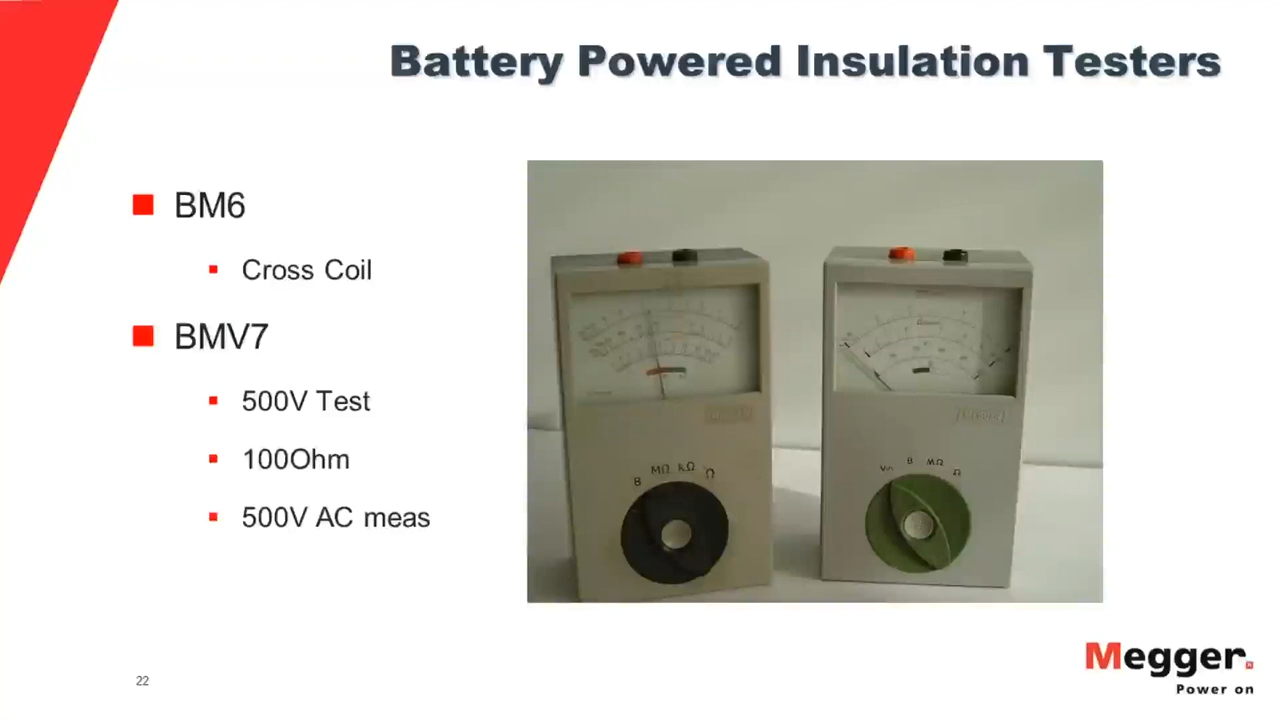 Battery Powered Insulation Testers
BM6
Cross Coil
BMV7
500V Test
100Ohm
500V AC meas
B MΩ kΩ Ω
B MΩ Ω
22
Megger.
Power on